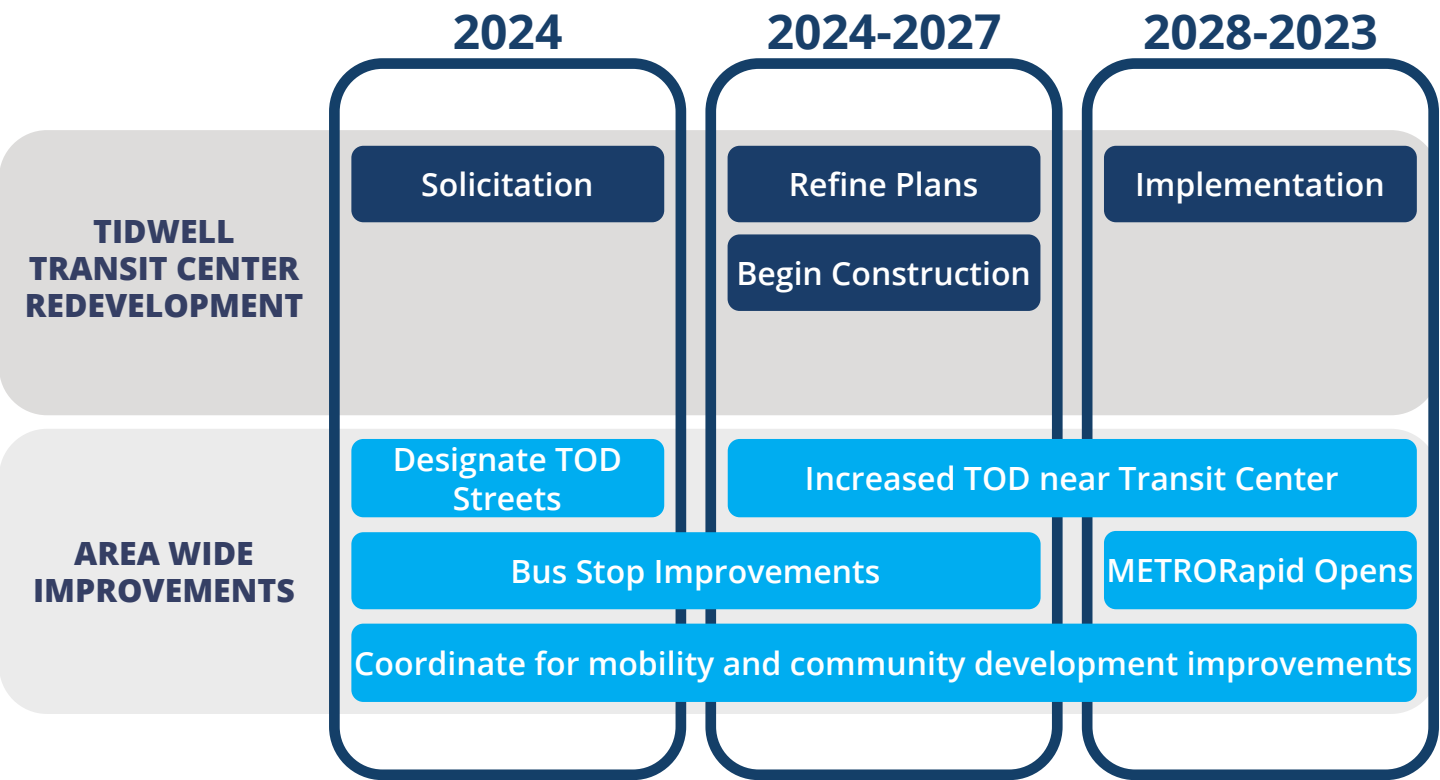 2024
2024-2027
2028-2023
TIDWELL
TRANSIT CENTER
REDEVELOPMENT
Solicitation
Refine Plans
Implementation
Begin Construction
AREA WIDE
IMPROVEMENTS
Designate TOD
Streets
Increased TOD near Transit Center
Bus Stop Improvements
METRORapid Opens
Coordinate for mobility and community development improvements